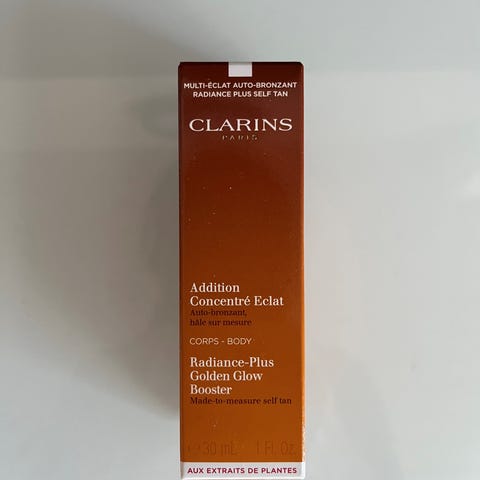 MULTI-ÉCLAT AUTO-BRONZANT
RADIANCE PLUS SELF TAN
CLARINS
PARIS
Addition
Concentré Eclat
Auto-bronzant,
hâle sur mesure
CORPS - BODY
Radiance-Plus
Golden Glow
Booster
Made-to-measure self tan
℮ 30 mL 1 Fl. Oz.
AUX EXTRAITS DE PLANTES